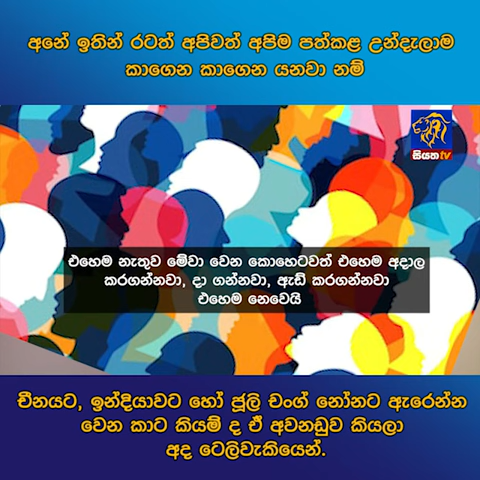 අනේ ඉතින් රටත් අපිවත් අපිම පත්කළ උන්දැලාම
කාගෙන කාගෙන යනවා නම්
සියත tv
එහෙම නැතුව මේවා වෙන කොහෙටවත් එහෙම අදාල
කරගන්නවා, දා ගන්නවා, ඇඩ් කරගන්නවා
එහෙම නෙවෙයි
චීනයට, ඉන්දියාවට හෝ ජූලි චංග් නෝනට ඇරෙන්න
වෙන කාට කියම් ද ඒ අවනඩුව කියලා
අද ටෙලිවැකියෙන්.